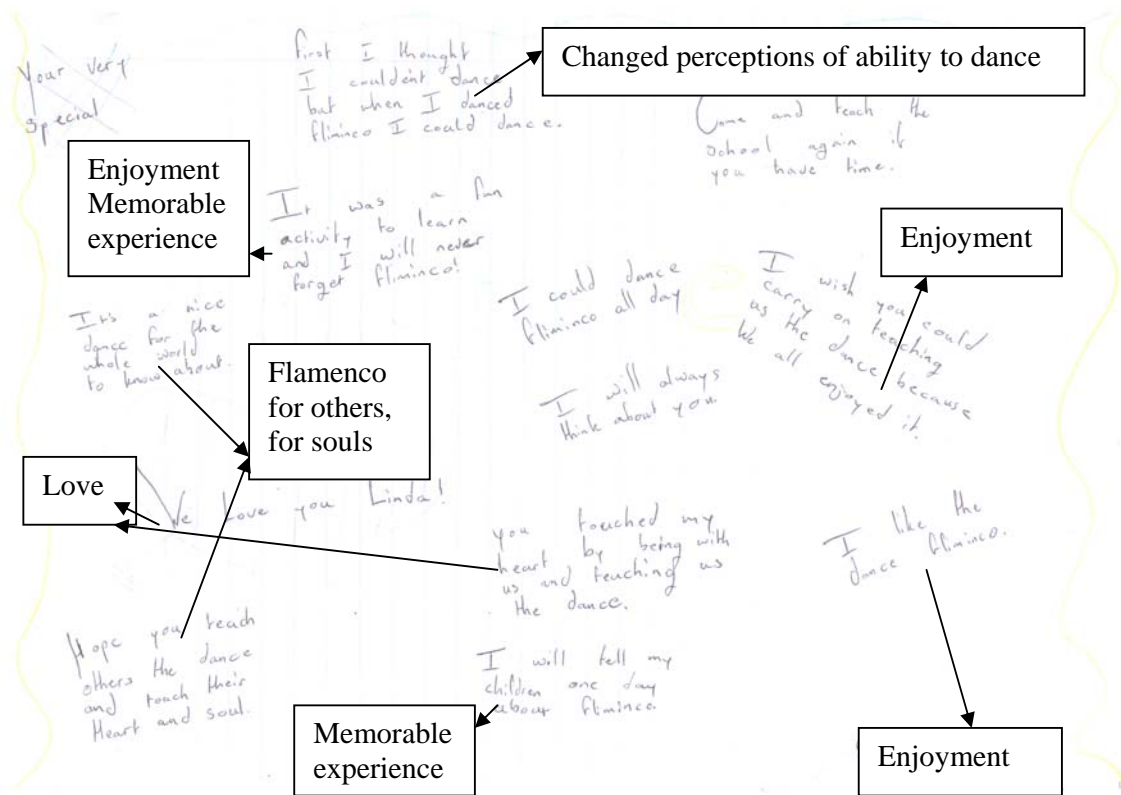 Your very
special
first I thought
I couldent dance
but when I danced
fliminco I could dance.
Changed perceptions of ability to dance
Come and teach the
school again if
you have time.
Enjoyment
Memorable
experience
It was a fun
activity to learn
and I will never
forget fliminco!
Enjoyment
I could dance
fliminco all day
I wish you could
carry on teaching
us the dance because
We all enjoyed it.
It's a nice
dance for the
whole world
to know about.
Flamenco
for others,
for souls
I will always
think about you.
Love
We Love you Linda!
you touched my
heart by being with
us and teaching us
the dance.
I like the
dance fliminco.
Hope you teach
others the dance
and touch their
Heart and soul.
I will tell my
children one day
about fliminco.
Memorable
experience
Enjoyment